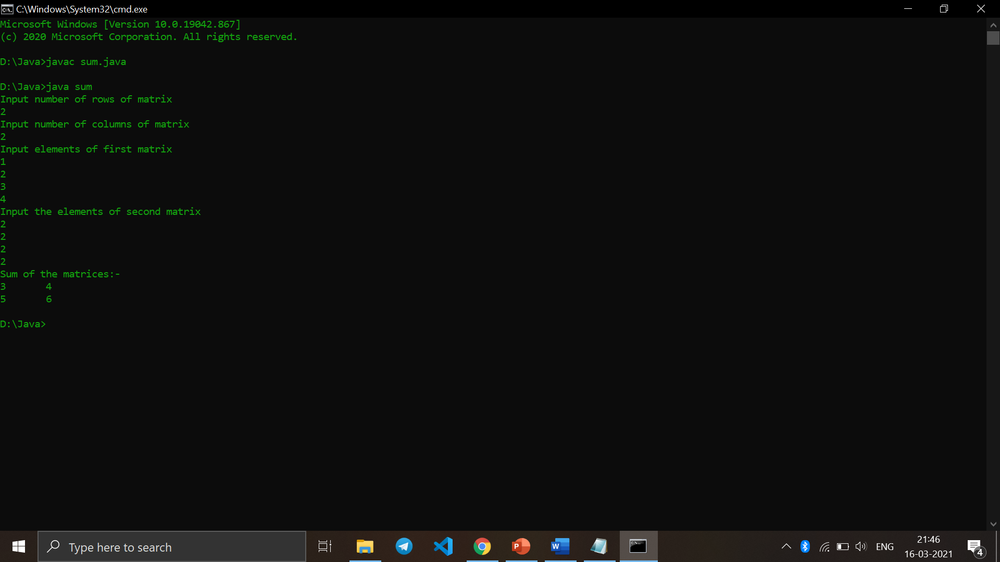 C:\Windows\System32\cmd.exe
Microsoft Windows [Version 10.0.19042.867]
(c) 2020 Microsoft Corporation. All rights reserved.
D:\Java>javac sum.java
D:\Java>java sum
Input number of rows of matrix
2
Input number of columns of matrix
2
Input elements of first matrix
1
2
3
4
Input the elements of second matrix
2
2
2
2
Sum of the matrices:-
3 4
5 6
D:\Java>
Type here to search
ENG
21:46
16-03-2021
4